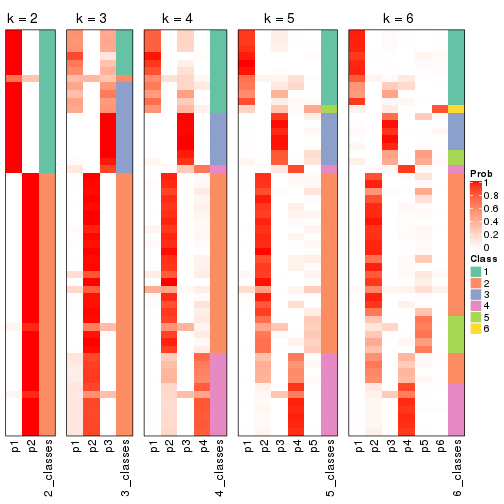 k = 2
k = 3
k = 4
k = 5
k = 6
p1
p2
2_classes
p1
p2
p3
3_classes
p1
p2
p3
p4
4_classes
p1
p2
p3
p4
p5
5_classes
p1
p2
p3
p4
p5
p6
6_classes
Prob
1
0.8
0.6
0.4
0.2
0
Class
1
2
3
4
5
6